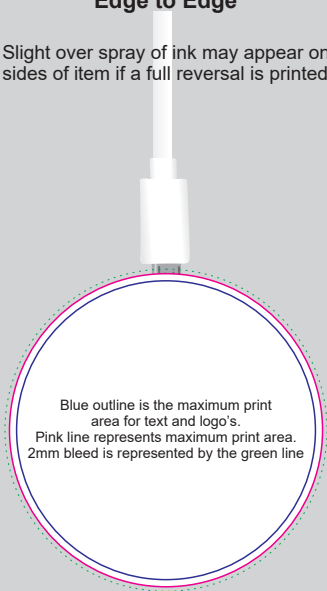 Edge to Edge
Slight over spray of ink may appear on
sides of item if a full reversal is printed
Blue outline is the maximum print
area for text and logo's.
Pink line represents maximum print area.
2mm bleed is represented by the green line